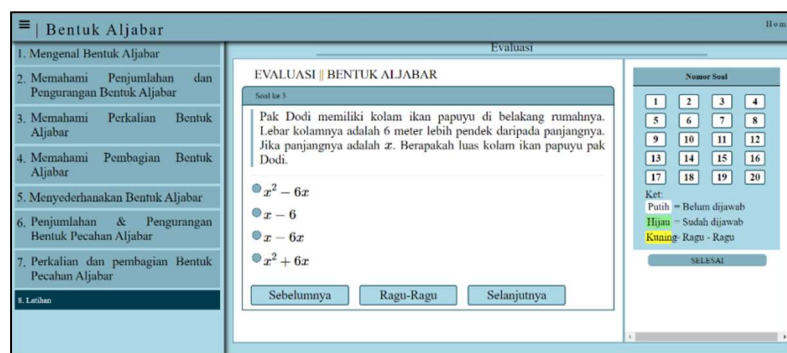 ≡ | Bentuk Aljabar
1. Mengenal Bentuk Aljabar
2. Memahami Penjumlahan dan
Pengurangan Bentuk Aljabar
3. Memahami Perkalian Bentuk
Aljabar
4. Memahami Pembagian Bentuk
Aljabar
5. Menyederhanakan Bentuk Aljabar
6. Penjumlahan & Pengurangan
Bentuk Pecahan Aljabar
7. Perkalian dan pembagian Bentuk
Pecahan Aljabar
8. Latihan
Evaluasi
EVALUASI || BENTUK ALJABAR
Soal ke 3
Pak Dodi memiliki kolam ikan papuyu di belakang rumahnya.
Lebar kolamnya adalah 6 meter lebih pendek daripada panjangnya.
Jika panjangnya adalah x. Berapakah luas kolam ikan papuyu pak
Dodi.
x² − 6x
x − 6
x − 6x
x² + 6x
Sebelumnya Ragu-Ragu Selanjutnya
Hom
Nomor Soal
1 2 3 4
5 6 7 8
9 10 11 12
13 14 15 16
17 18 19 20
Ket:
Putih = Belum dijawab
Hijau = Sudah dijawab
Kuning- Ragu - Ragu
SELESAI